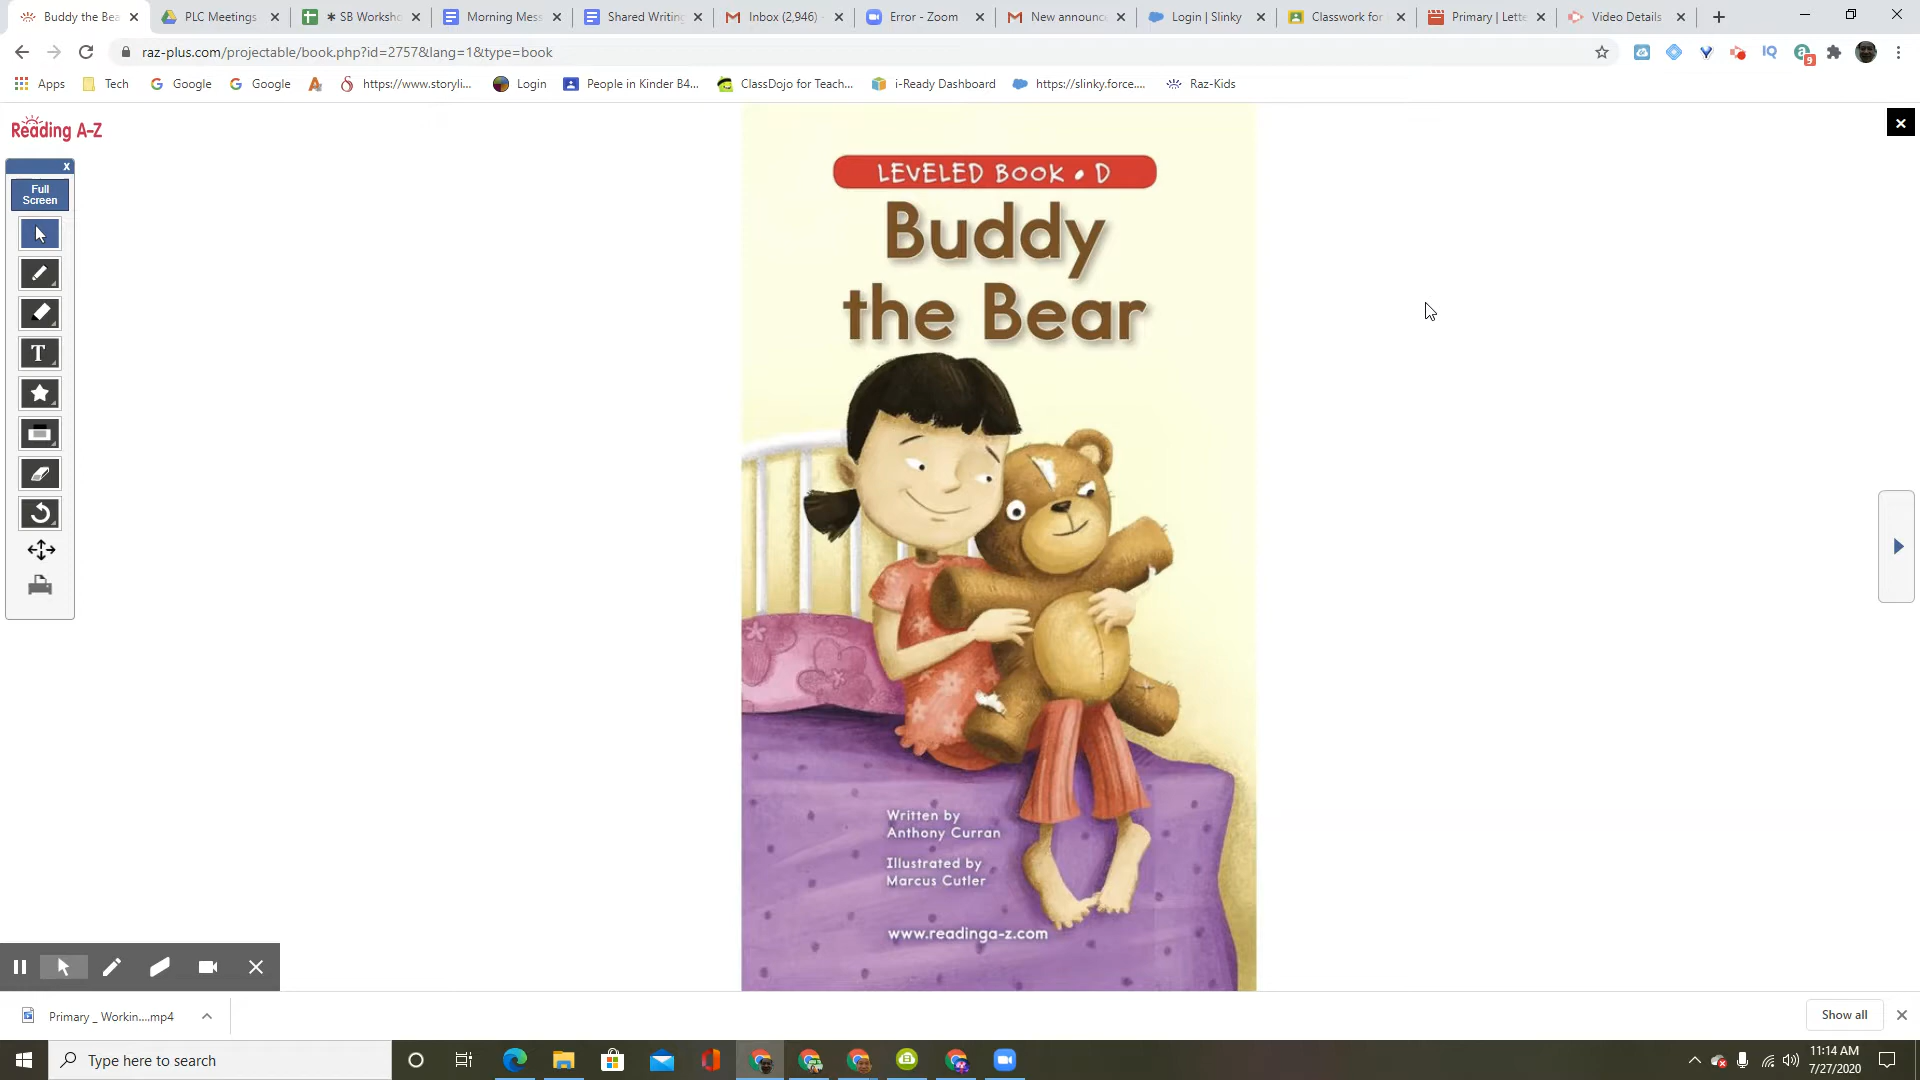 Buddy the Bea
PLC Meetings
* SB Worksho
Morning Mess
Shared Writing
Inbox (2,946)
Error - Zoom
New announc
Login | Slinky
Classwork for
Primary | Lette
Video Details
raz-plus.com/projectable/book.php?id=2757&lang=1&type=book
IQ
a
9
Apps
Tech
Google
Google
https://www.storyli...
Login
People in Kinder B4...
ClassDojo for Teach...
i-Ready Dashboard
https://slinky.force....
Raz-Kids
Reading A-Z
x
Full
Screen
T
LEVELED BOOK • D
Buddy
the Bear
Written by
Anthony Curran
Illustrated by
Marcus Cutler
www.readinga-z.com
Primary _ Workin....mp4
Show all
Type here to search
11:14 AM
7/27/2020